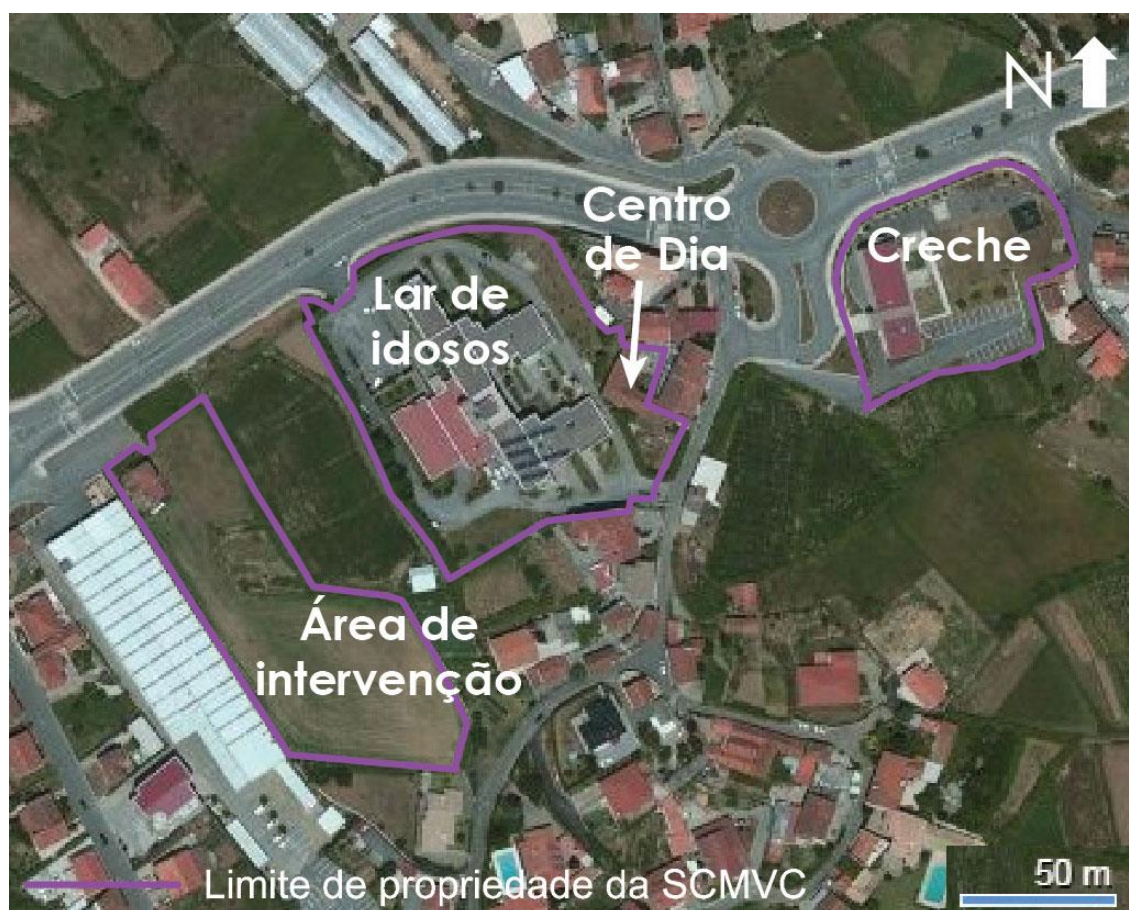 N
Centro
de Dia
Creche
Lar de
idosos
Área de
intervenção
Limite de propriedade da SCMVC
50 m